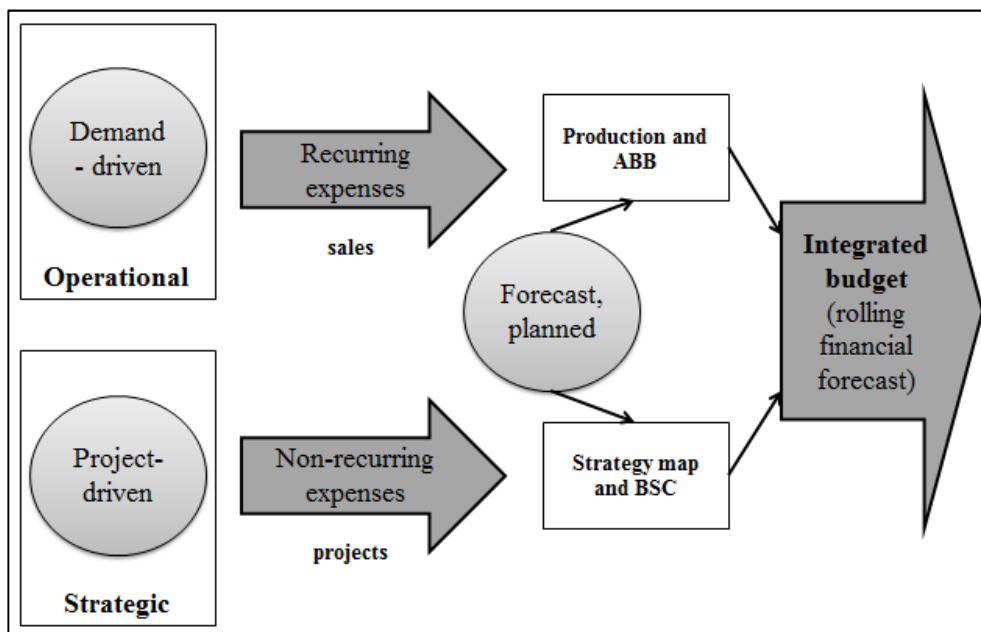 Demand
- driven
Operational
Recurring
expenses
sales
Production and
ABB
Forecast,
planned
Integrated
budget
(rolling
financial
forecast)
Project-
driven
Strategic
Non-recurring
expenses
projects
Strategy map
and BSC